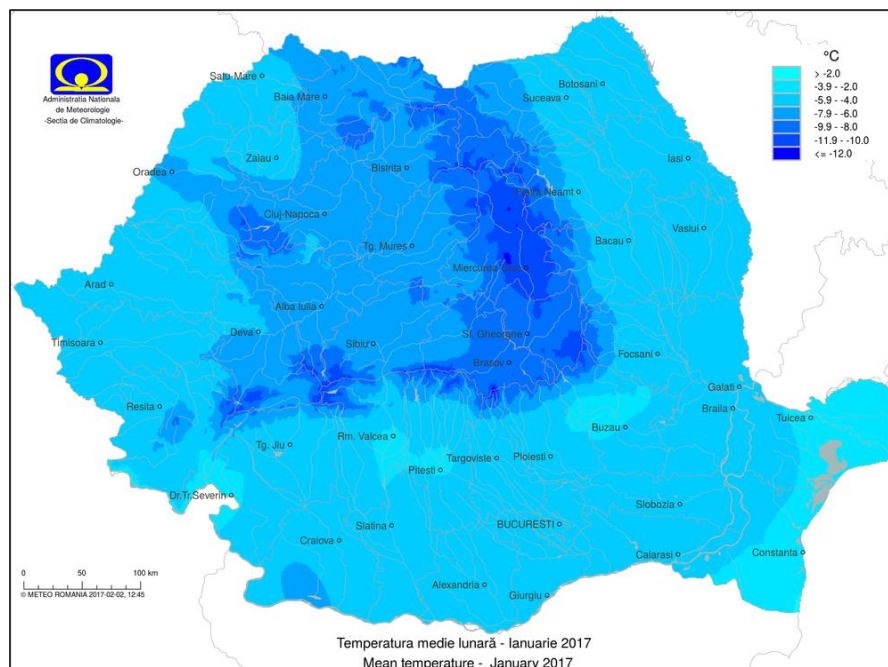 Administratia Nationala
de Meteorologie
-Sectia de Climatologie-
°C
> -2.0
-3.9 - -2.0
-5.9 - -4.0
-7.9 - -6.0
-9.9 - -8.0
-11.9 - -10.0
<= -12.0
Satu-Mare
Baia Mare
Botosani
Suceava
Zalau
Oradea
Bistrita
Iasi
Piatra Neamt
Cluj-Napoca
Tg. Mures
Bacau
Vaslui
Miercurea Ciuc
Arad
Alba Iulia
Timisoara
Deva
Sibiu
Sf. Gheorghe
Brasov
Focsani
Resita
Galati
Braila
Tulcea
Buzau
Rm. Valcea
Tg. Jiu
Targoviste
Ploiesti
Pitesti
Dr.Tr.Severin
Slobozia
Slatina
BUCURESTI
Craiova
Calarasi
Constanta
Alexandria
Giurgiu
0 50 100 km
© METEO ROMANIA 2017-02-02, 12:45
Temperatura medie lunară - Ianuarie 2017
Mean temperature - January 2017